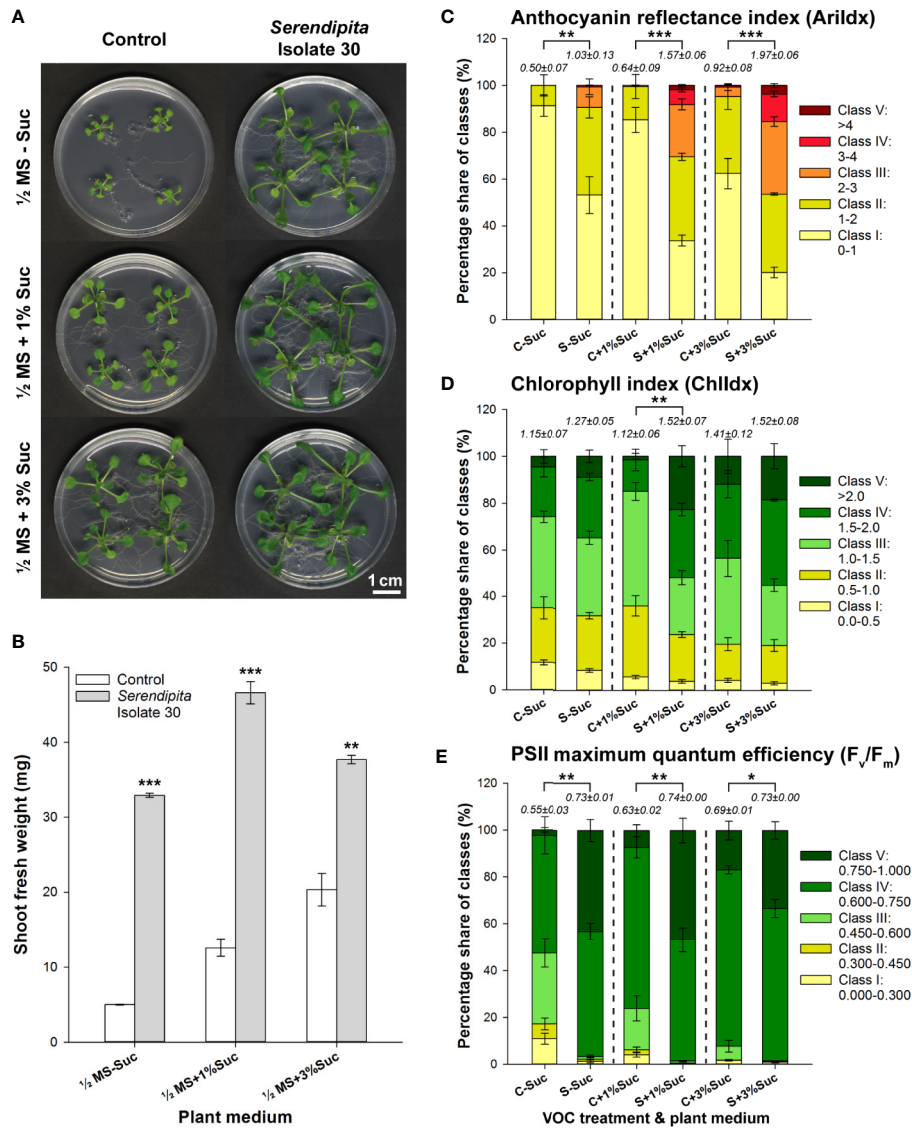 A
Control
Serendipita
Isolate 30
½ MS - Suc
½ MS + 1% Suc
½ MS + 3% Suc
1 cm
B
50
40
30
20
10
0
Shoot fresh weight (mg)
Control
Serendipita
Isolate 30
***
***
**
½ MS-Suc
½ MS+1%Suc
½ MS+3%Suc
Plant medium
C
Anthocyanin reflectance index (AriIdx)
120
100
80
60
40
20
0
Percentage share of classes (%)
**
***
***
0.50±0.07
1.03±0.13
0.64±0.09
1.57±0.06
0.92±0.08
1.97±0.06
C-Suc
S-Suc
C+1%Suc
S+1%Suc
C+3%Suc
S+3%Suc
Class V:
>4
Class IV:
3-4
Class III:
2-3
Class II:
1-2
Class I:
0-1
D
Chlorophyll index (ChlIdx)
120
100
80
60
40
20
0
Percentage share of classes (%)
**
1.15±0.07
1.27±0.05
1.12±0.06
1.52±0.07
1.41±0.12
1.52±0.08
C-Suc
S-Suc
C+1%Suc
S+1%Suc
C+3%Suc
S+3%Suc
Class V:
>2.0
Class IV:
1.5-2.0
Class III:
1.0-1.5
Class II:
0.5-1.0
Class I:
0.0-0.5
E
PSII maximum quantum efficiency (Fv/Fm)
120
100
80
60
40
20
0
Percentage share of classes (%)
**
**
*
0.55±0.03
0.73±0.01
0.63±0.02
0.74±0.00
0.69±0.01
0.73±0.00
C-Suc
S-Suc
C+1%Suc
S+1%Suc
C+3%Suc
S+3%Suc
VOC treatment & plant medium
Class V:
0.750-1.000
Class IV:
0.600-0.750
Class III:
0.450-0.600
Class II:
0.300-0.450
Class I:
0.000-0.300